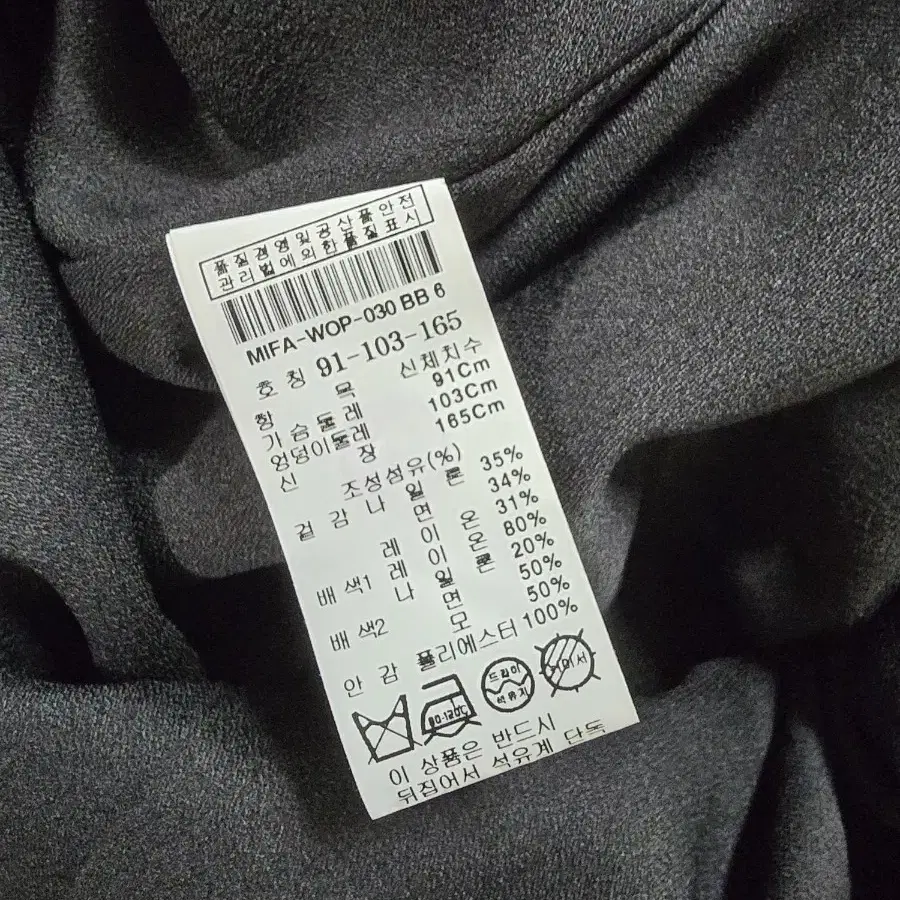 품질경영및공산품안전
관리법에의한품질표시
MIFA-WOP-030 BB 6
호 칭 91-103-165
항 목 신체치수
가슴둘레 91Cm
엉덩이둘레 103Cm
신 장 165Cm
조성섬유(%)
겉 감 나 일 론 35%
면 34%
레 이 온 31%
배 색1 레 이 온 80%
나 일 론 20%
배 색2 면 50%
모 50%
안 감 폴리에스터 100%
80-120℃
드라이
석유계
이 상품은 반드시
뒤집어서 석유계 단독